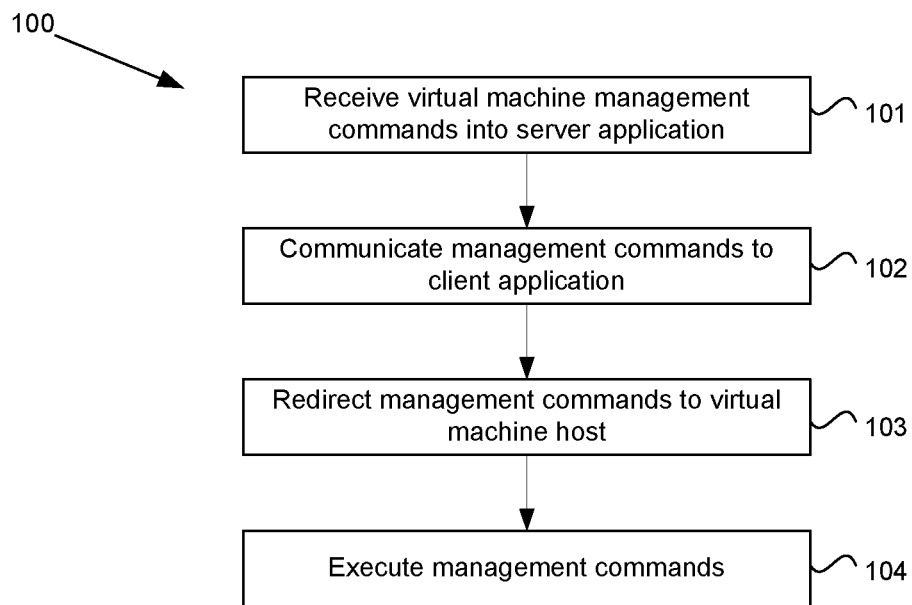 100
Receive virtual machine management
commands into server application
101
Communicate management commands to
client application
102
Redirect management commands to virtual
machine host
103
Execute management commands
104